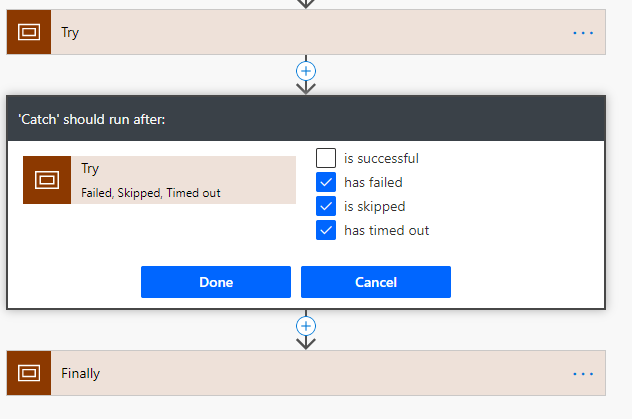 Try
'Catch' should run after:
Try
Failed, Skipped, Timed out
is successful
has failed
is skipped
has timed out
Done
Cancel
Finally